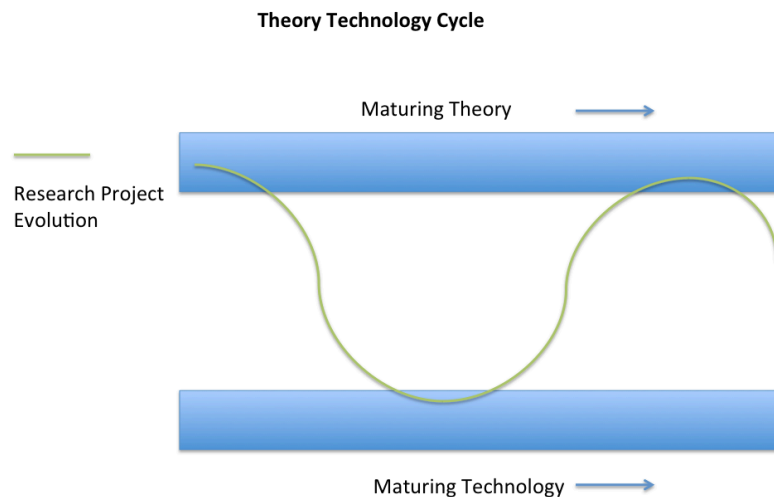 Theory Technology Cycle
Maturing Theory
Research Project
Evolution
Maturing Technology